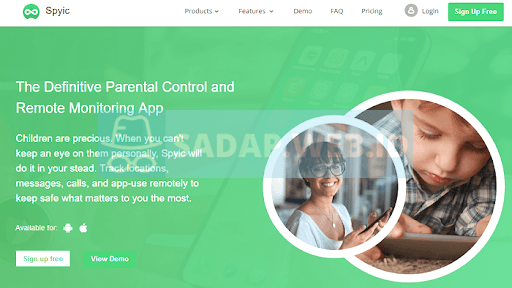 Spyic
Products Features Demo FAQ Pricing Login Sign Up Free
The Definitive Parental Control and
Remote Monitoring App
Children are precious. When you can't
keep an eye on them personally, Spyic will
do it in your stead. Track locations,
messages, calls, and app-use remotely to
keep safe what matters to you the most.
SADAP.WEB.ID
Available for:
Sign up free View Demo